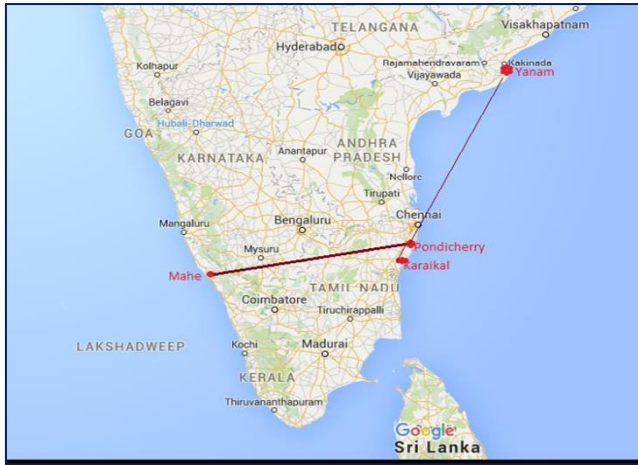 TELANGANA
Visakhapatnam
Hyderabad
Kolhapur
Rajamahendravaram
Kakinada
Yanam
Vijayawada
Belagavi
Hubali-Dharwad
GOA
ANDHRA
PRADESH
KARNATAKA
Anantapur
Nellore
Tirupati
Mangaluru
Bengaluru
Chennai
Mysuru
Pondicherry
Karaikal
Mahe
TAMIL NADU
Coimbatore
Tiruchirappalli
LAKSHADWEEP
Kochi
Madurai
KERALA
Thiruvananthapuram
Google
Sri Lanka